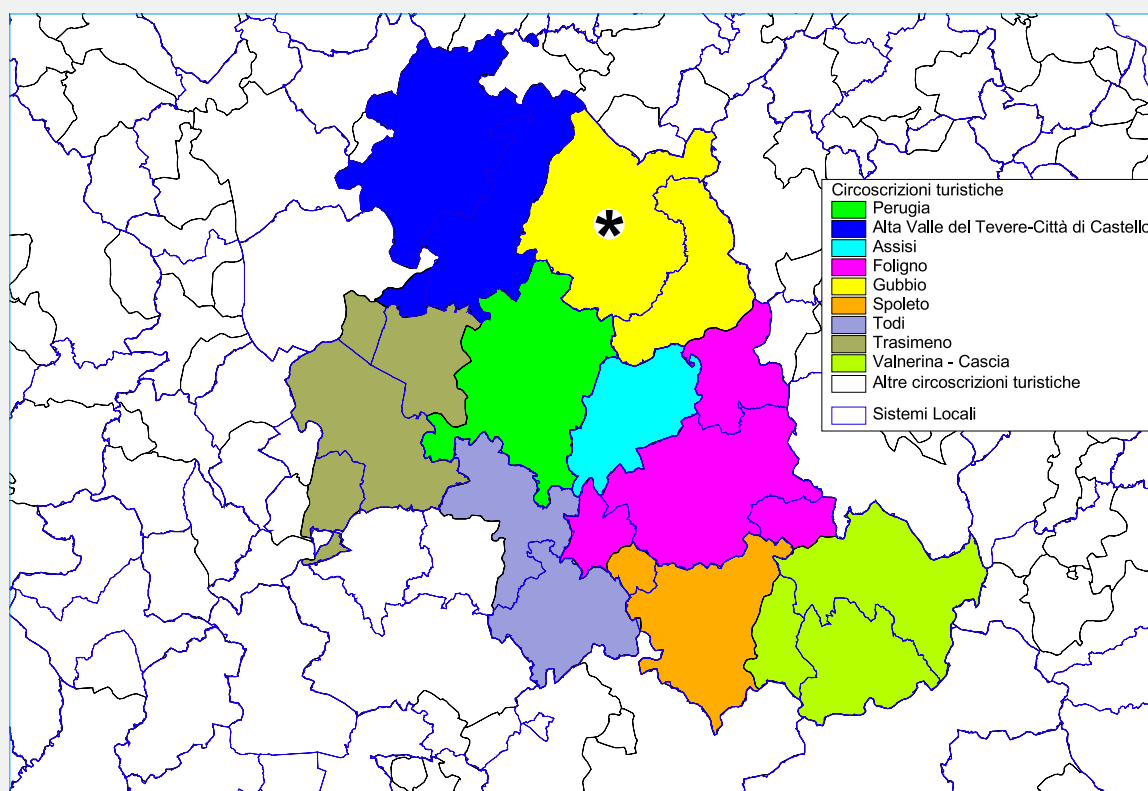 *
Circoscrizioni turistiche
Perugia
Alta Valle del Tevere-Città di Castello
Assisi
Foligno
Gubbio
Spoleto
Todi
Trasimeno
Valnerina - Cascia
Altre circoscrizioni turistiche
Sistemi Locali